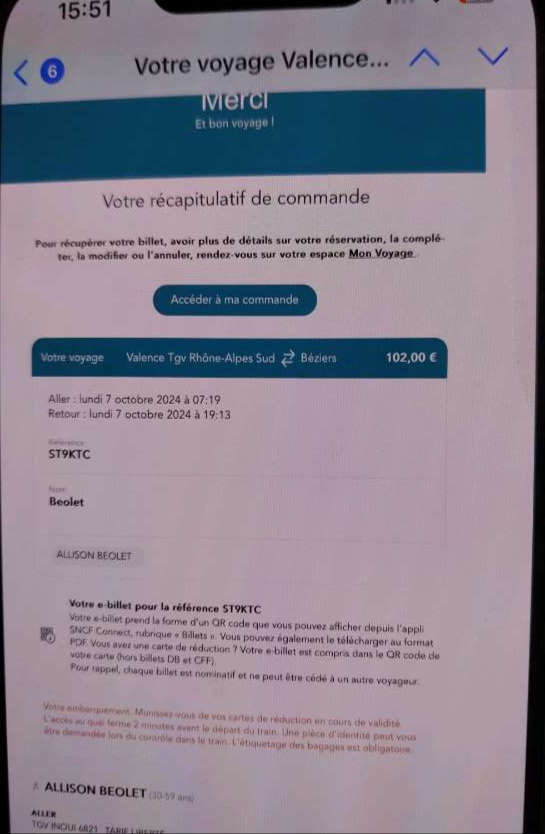 15:51
6
Votre voyage Valence...
Merci
Et bon voyage !
Votre récapitulatif de commande
Pour récupérer votre billet, avoir plus de détails sur votre réservation, la complé-
ter, la modifier ou l'annuler, rendez-vous sur votre espace Mon Voyage
Accéder à ma commande
Votre voyage Valence Tgv Rhône-Alpes Sud Béziers 102,00 €
Aller : lundi 7 octobre 2024 à 07:19
Retour : lundi 7 octobre 2024 à 19:13
Référence
ST9KTC
Nom
Beolet
ALLISON BEOLET
Votre e-billet pour la référence ST9KTC
Votre e-billet prend la forme d'un QR code que vous pouvez afficher depuis l'appli
SNCF Connect, rubrique « Billets ». Vous pouvez également le télécharger au format
PDF. Vous avez une carte de réduction ? Votre e-billet est compris dans le QR code de
votre carte (hors billets DB et CFF).
Pour rappel, chaque billet est nominatif et ne peut être cédé à un autre voyageur.
Votre embarquement. Munissez-vous de vos cartes de réduction en cours de validité.
L'accès au quai ferme 2 minutes avant le départ du train. Une pièce d'identité peut vous
être demandée lors du contrôle dans le train. L'étiquetage des bagages est obligatoire.
ALLISON BEOLET (30-59 ans)
ALLER
TGV INOUI 6821 TARIF LIBERTE